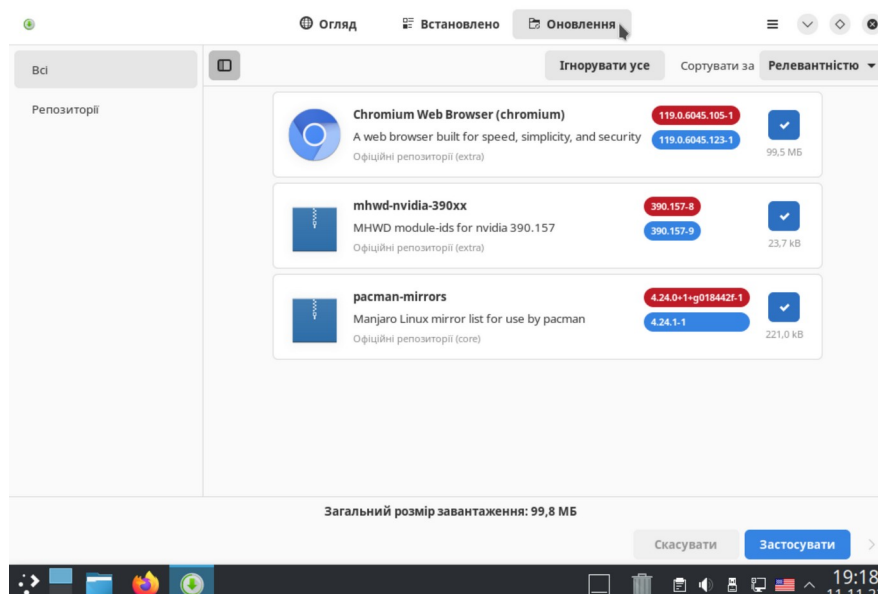 Огляд
Встановлено
Оновлення
Всі
Репозиторії
Ігнорувати усе
Сортувати за
Релевантністю
Chromium Web Browser (chromium)
A web browser built for speed, simplicity, and security
Офіційні репозиторії (extra)
119.0.6045.105-1
119.0.6045.123-1
99,5 МБ
mhwd-nvidia-390xx
MHWD module-ids for nvidia 390.157
Офіційні репозиторії (extra)
390.157-8
390.157-9
23,7 kB
pacman-mirrors
Manjaro Linux mirror list for use by pacman
Офіційні репозиторії (core)
4.24.0+1+g018442f-1
4.24.1-1
221,0 kB
Загальний розмір завантаження: 99,8 МБ
Скасувати
Застосувати
19:18